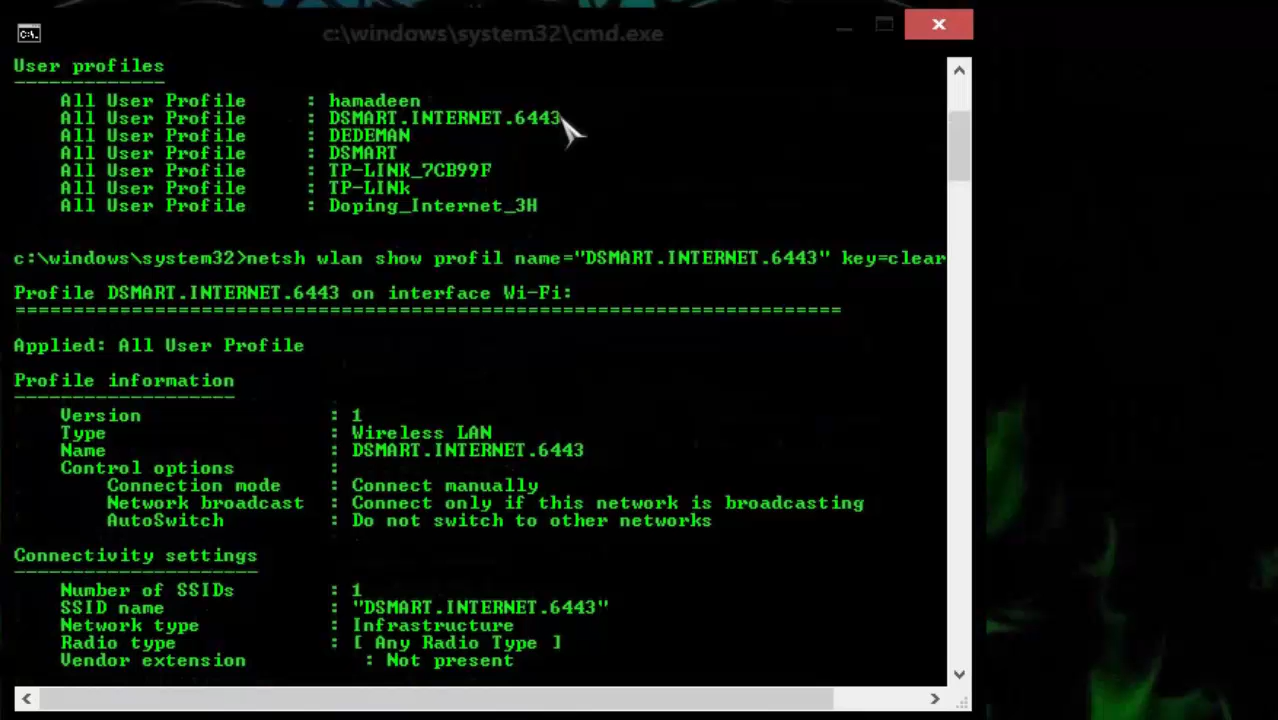 c:\windows\system32\cmd.exe
User profiles
-------------
All User Profile : hamadeen
All User Profile : DSMART.INTERNET.6443
All User Profile : DEDEMAN
All User Profile : DSMART
All User Profile : TP-LINK_7CB99F
All User Profile : TP-LINk
All User Profile : Doping_Internet_3H
c:\windows\system32>netsh wlan show profil name="DSMART.INTERNET.6443" key=clear
Profile DSMART.INTERNET.6443 on interface Wi-Fi:
=======================================================================
Applied: All User Profile
Profile information
-------------------
Version : 1
Type : Wireless LAN
Name : DSMART.INTERNET.6443
Control options :
Connection mode : Connect manually
Network broadcast : Connect only if this network is broadcasting
AutoSwitch : Do not switch to other networks
Connectivity settings
---------------------
Number of SSIDs : 1
SSID name : "DSMART.INTERNET.6443"
Network type : Infrastructure
Radio type : [ Any Radio Type ]
Vendor extension : Not present